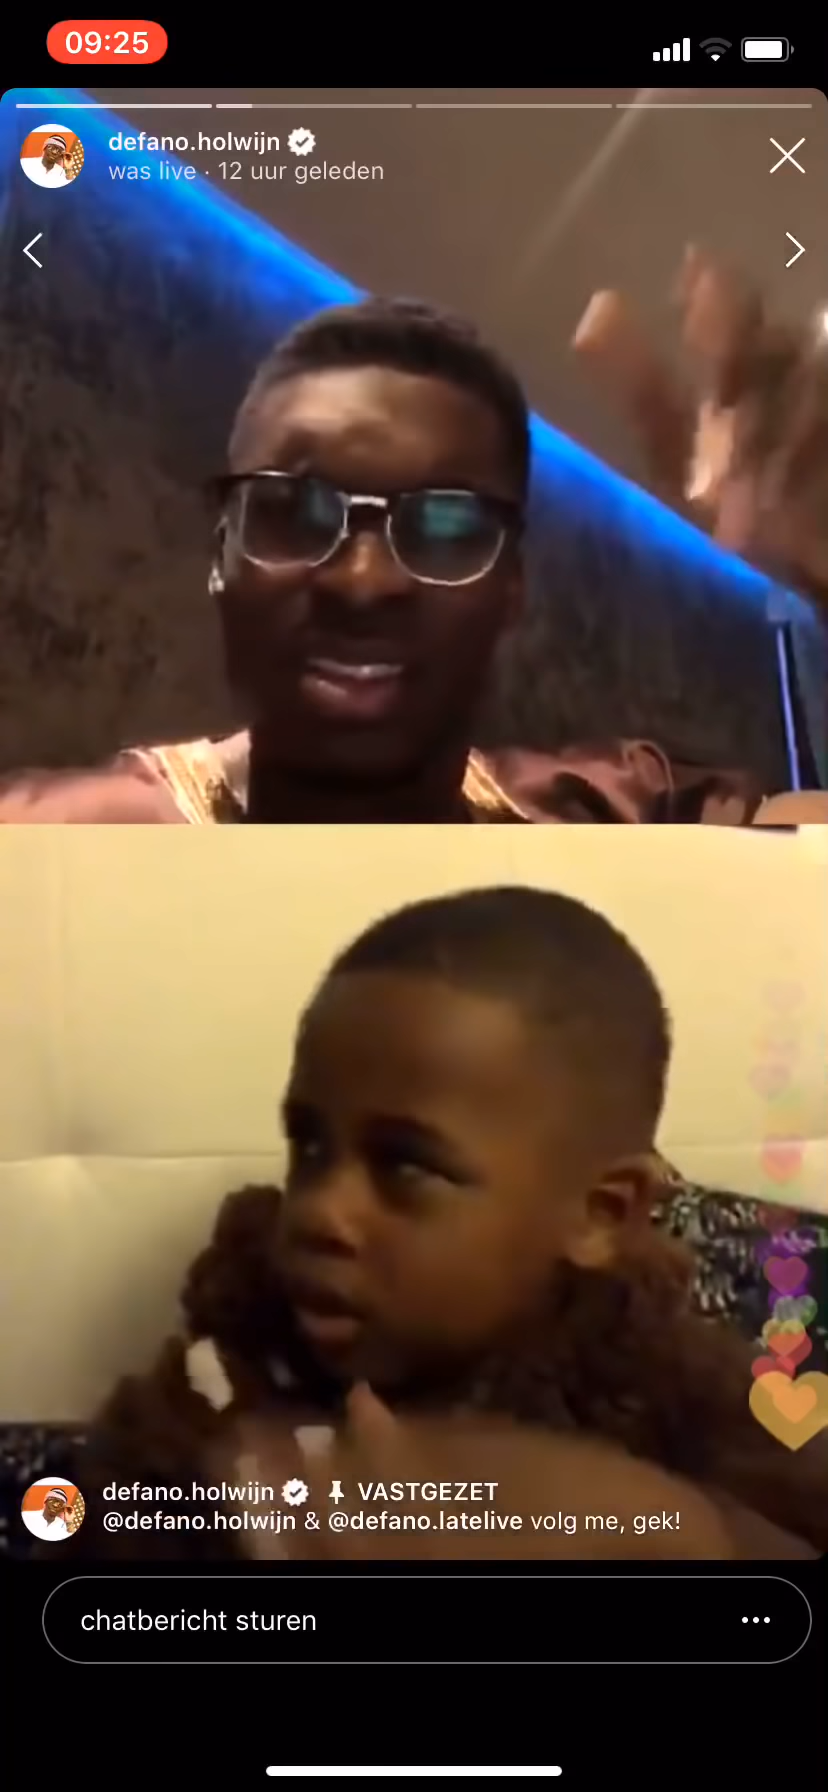 09:25
defano.holwijn
was live · 12 uur geleden
defano.holwijn VASTGEZET
@defano.holwijn & @defano.latelive volg me, gek!
chatbericht sturen